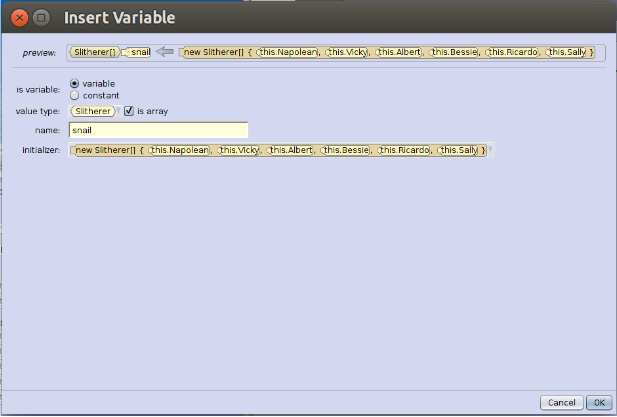 Insert Variable
preview: Slitherer[] snail new Slitherer[] { this.Napolean, this.Vicky, this.Albert, this.Bessie, this.Ricardo, this.Sally }
is variable: variable
constant
value type: Slitherer is array
name: snail
initializer: new Slitherer[] { this.Napolean, this.Vicky, this.Albert, this.Bessie, this.Ricardo, this.Sally }
Cancel OK